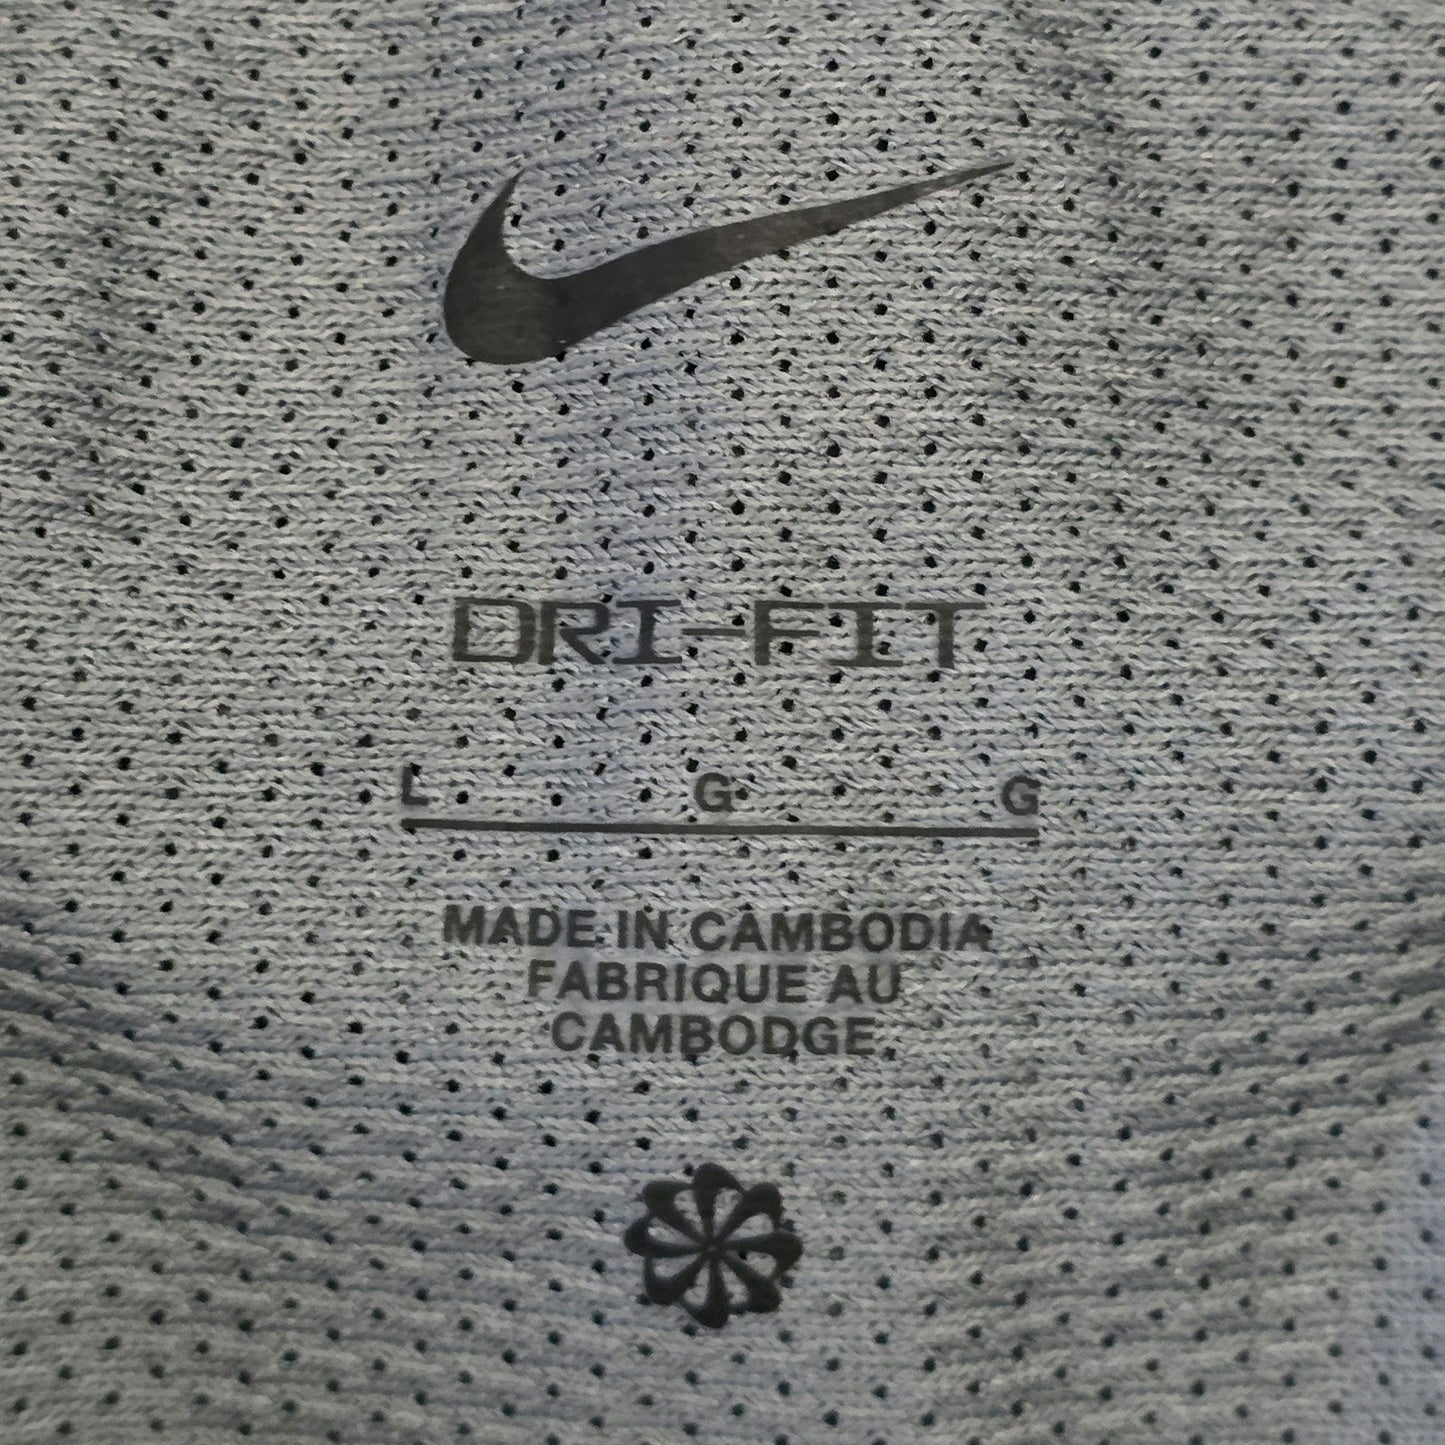 DRI-FIT
L G G
MADE IN CAMBODIA
FABRIQUE AU
CAMBODGE